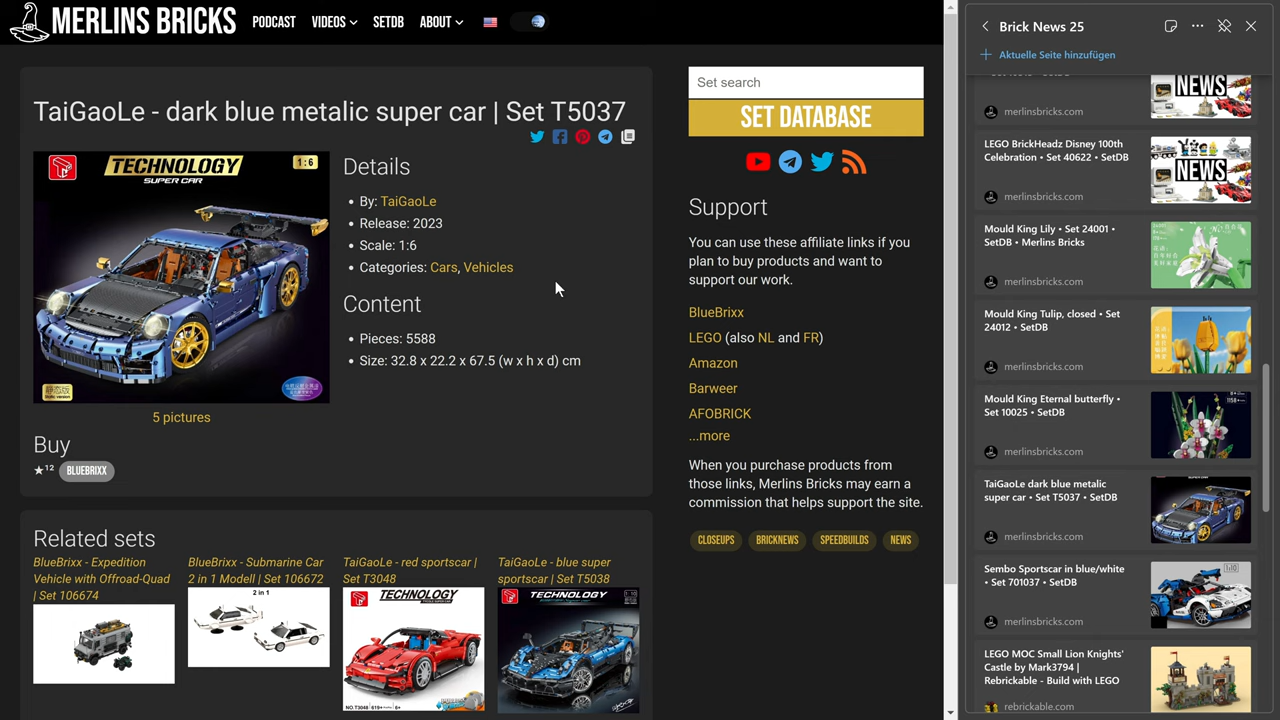 MERLINS BRICKS
PODCAST
VIDEOS
SETDB
ABOUT
TaiGaoLe - dark blue metalic super car | Set T5037
TECHNOLOGY
SUPER CAR
1:6
5 pictures
Details
By: TaiGaoLe
Release: 2023
Scale: 1:6
Categories: Cars, Vehicles
Content
Pieces: 5588
Size: 32.8 x 22.2 x 67.5 (w x h x d) cm
Buy
★12 BLUEBRIXX
Related sets
BlueBrixx - Expedition
Vehicle with Offroad-Quad
| Set 106674
BlueBrixx - Submarine Car
2 in 1 Modell | Set 106672
2 in 1
TaiGaoLe - red sportscar |
Set T3048
TECHNOLOGY
NO.T3048
TaiGaoLe - blue super
sportscar | Set T5038
TECHNOLOGY
Set search
SET DATABASE
Support
You can use these affiliate links if you
plan to buy products and want to
support our work.
BlueBrixx
LEGO (also NL and FR)
Amazon
Barweer
AFOBRICK
...more
When you purchase products from
those links, Merlins Bricks may earn a
commission that helps support the site.
CLOSEUPS
BRICKNEWS
SPEEDBUILDS
NEWS
Brick News 25
Aktuelle Seite hinzufügen
merlinsbricks.com
NEWS
LEGO BrickHeadz Disney 100th
Celebration • Set 40622 • SetDB
merlinsbricks.com
NEWS
Mould King Lily • Set 24001 •
SetDB • Merlins Bricks
merlinsbricks.com
Mould King Tulip, closed • Set
24012 • SetDB
merlinsbricks.com
Mould King Eternal butterfly •
Set 10025 • SetDB
merlinsbricks.com
TaiGaoLe dark blue metalic
super car • Set T5037 • SetDB
merlinsbricks.com
Sembo Sportscar in blue/white
• Set 701037 • SetDB
merlinsbricks.com
1:10
LEGO MOC Small Lion Knights'
Castle by Mark3794 |
Rebrickable - Build with LEGO
rebrickable.com